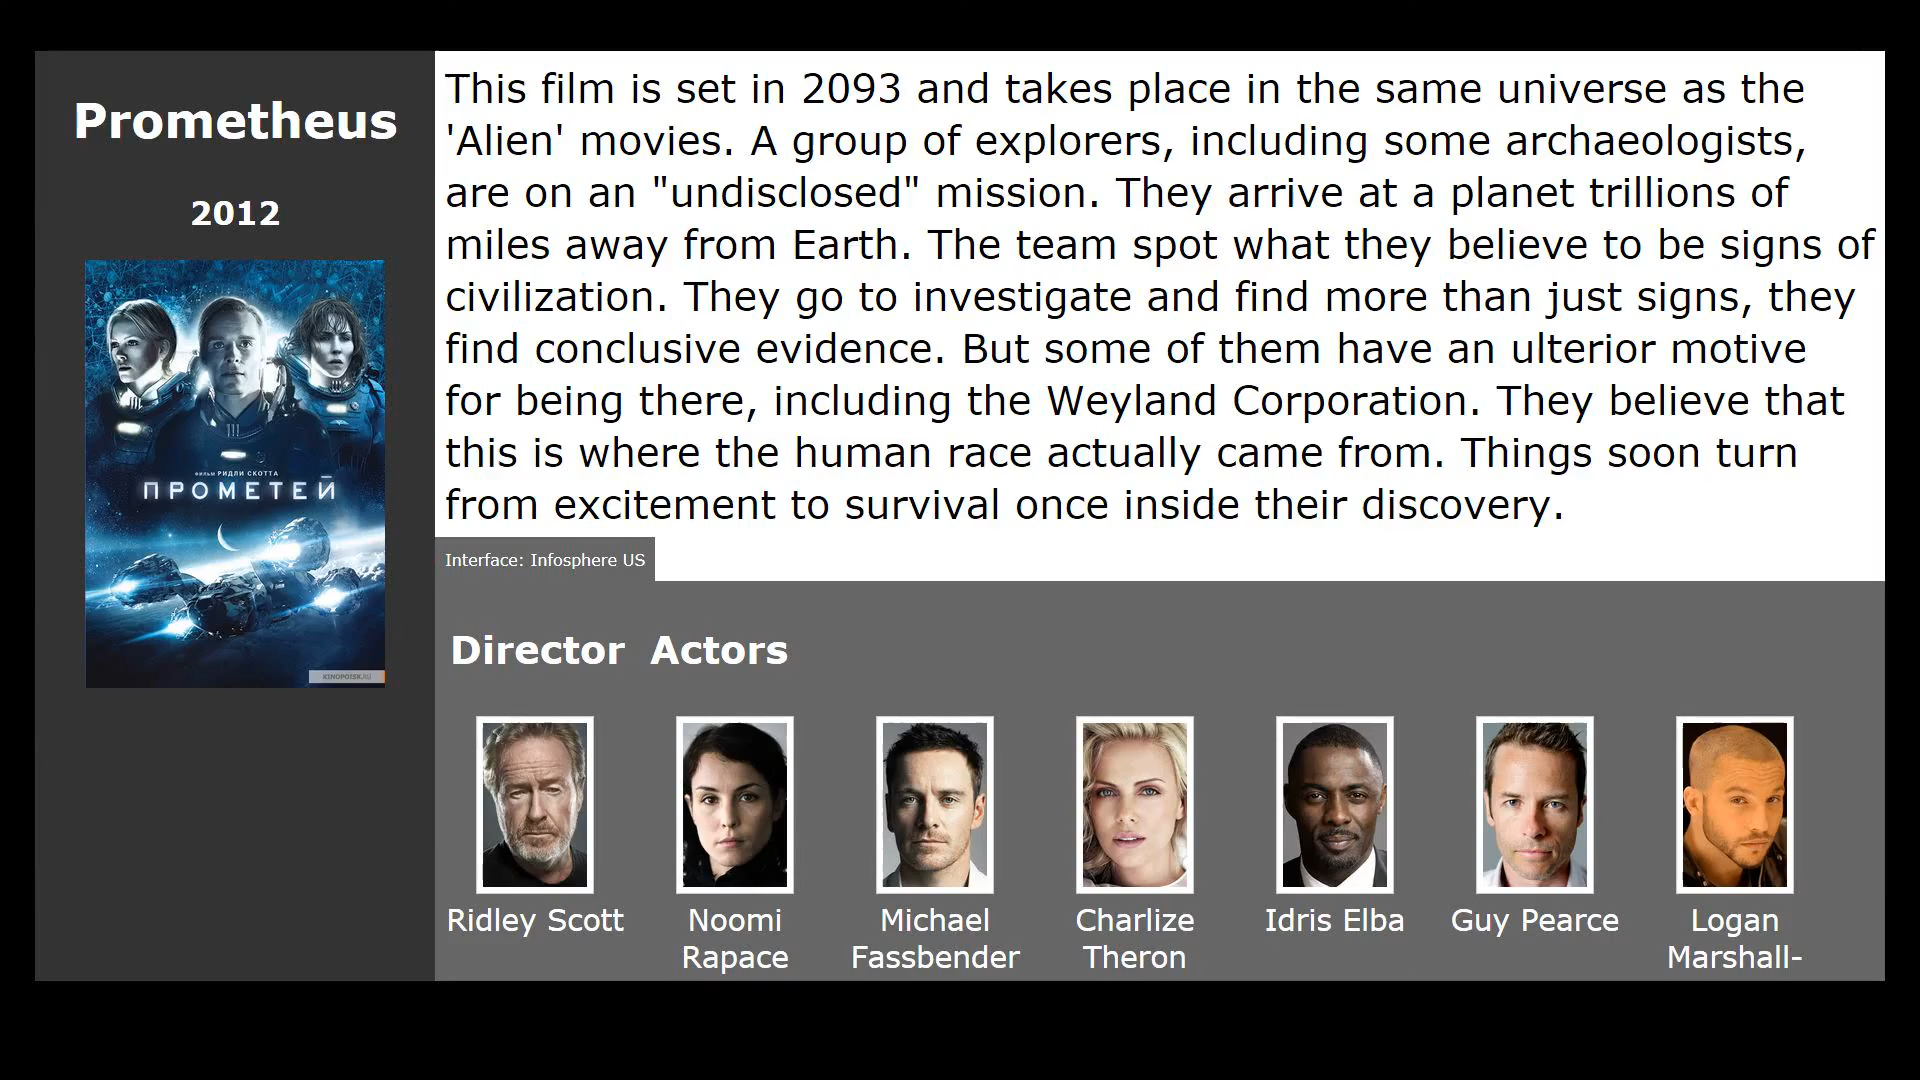 Prometheus
2012
фильм РИДЛИ СКОТТА
ПРОМЕТЕЙ
KINOPOISK.RU
This film is set in 2093 and takes place in the same universe as the
'Alien' movies. A group of explorers, including some archaeologists,
are on an "undisclosed" mission. They arrive at a planet trillions of
miles away from Earth. The team spot what they believe to be signs of
civilization. They go to investigate and find more than just signs, they
find conclusive evidence. But some of them have an ulterior motive
for being there, including the Weyland Corporation. They believe that
this is where the human race actually came from. Things soon turn
from excitement to survival once inside their discovery.
Interface: Infosphere US
Director Actors
Ridley Scott
Noomi
Rapace
Michael
Fassbender
Charlize
Theron
Idris Elba
Guy Pearce
Logan
Marshall-